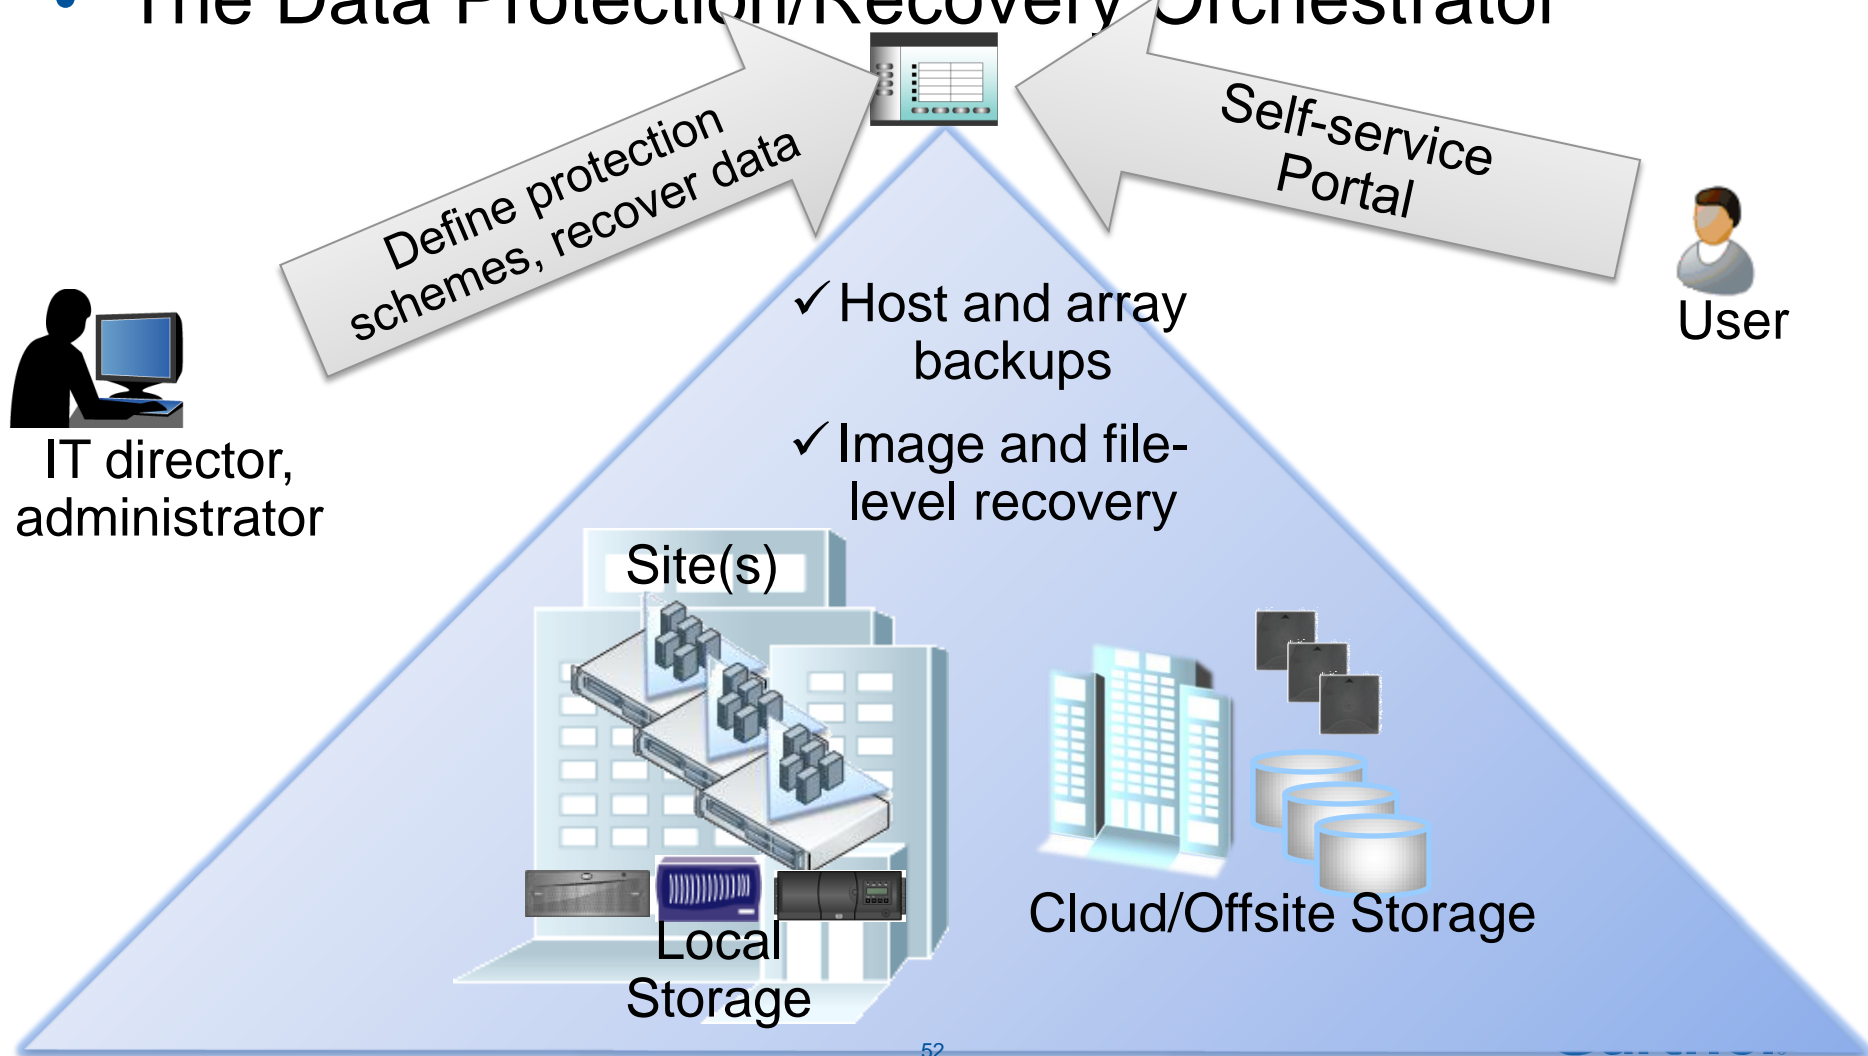 • The Data Protection/Recovery Orchestrator
Define protection
schemes, recover data
Self-service
Portal
✓ Host and array
backups
User
✓ Image and file-
level recovery
IT director,
administrator
Site(s)
Cloud/Offsite Storage
Local
Storage
52